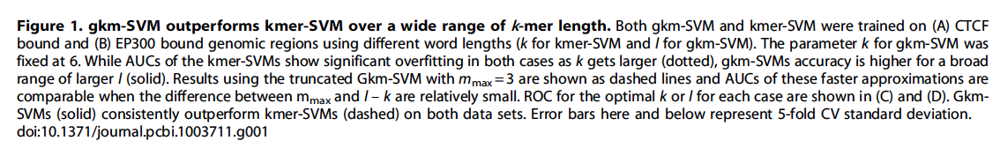 Figure 1. gkm-SVM outperforms kmer-SVM over a wide range of k-mer length. Both gkm-SVM and kmer-SVM were trained on (A) CTCF
bound and (B) EP300 bound genomic regions using different word lengths (k for kmer-SVM and l for gkm-SVM). The parameter k for gkm-SVM was
fixed at 6. While AUCs of the kmer-SVMs show significant overfitting in both cases as k gets larger (dotted), gkm-SVMs accuracy is higher for a broad
range of larger l (solid). Results using the truncated Gkm-SVM with mmax = 3 are shown as dashed lines and AUCs of these faster approximations are
comparable when the difference between mmax and l – k are relatively small. ROC for the optimal k or l for each case are shown in (C) and (D). Gkm-
SVMs (solid) consistently outperform kmer-SVMs (dashed) on both data sets. Error bars here and below represent 5-fold CV standard deviation.
doi:10.1371/journal.pcbi.1003711.g001